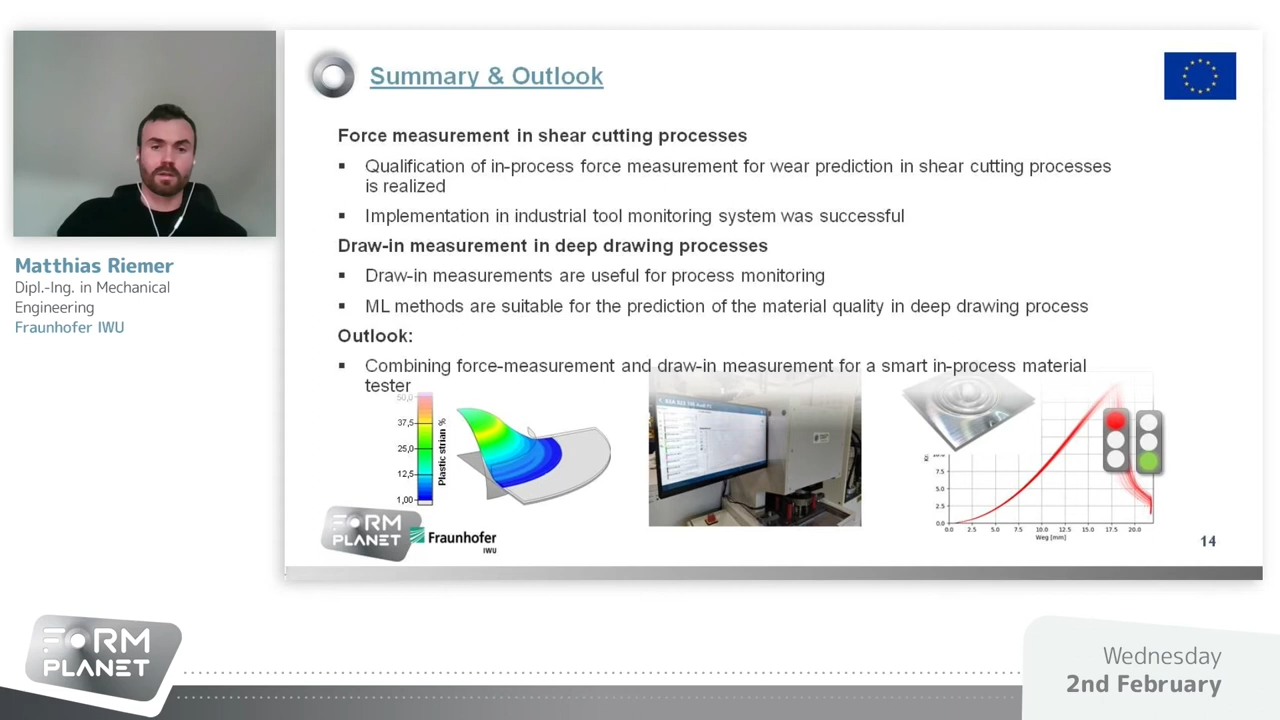 Matthias Riemer
Dipl.-Ing. in Mechanical
Engineering
Fraunhofer IWU
Summary & Outlook
Force measurement in shear cutting processes
▪ Qualification of in-process force measurement for wear prediction in shear cutting processes
is realized
▪ Implementation in industrial tool monitoring system was successful
Draw-in measurement in deep drawing processes
▪ Draw-in measurements are useful for process monitoring
▪ ML methods are suitable for the prediction of the material quality in deep drawing process
Outlook:
▪ Combining force-measurement and draw-in measurement for a smart in-process material
tester
50,0
37,5
25,0
12,5
1,00
Plastic strian %
7.5
5.0
2.5
0.0
0.0 2.5 5.0 7.5 10.0 12.5 15.0 17.5 20.0
Weg [mm]
FORM
PLANET
Fraunhofer
IWU
14
FORM
PLANET
Wednesday
2nd February